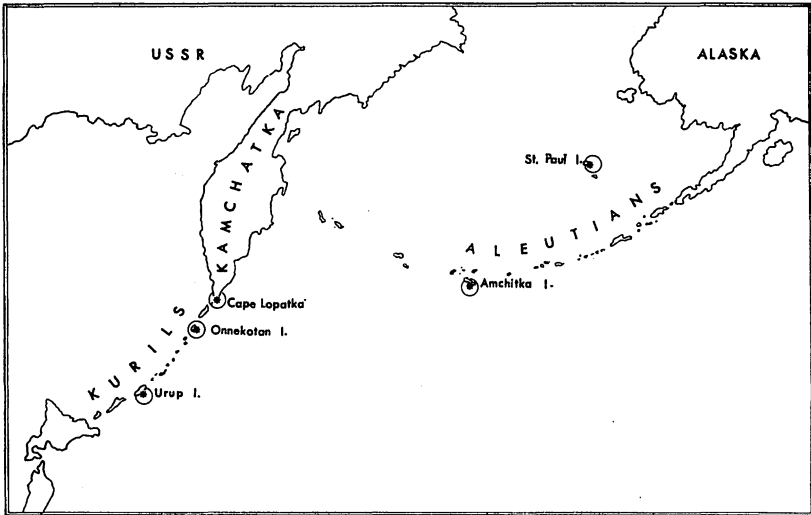 USSR
ALASKA
KAMCHATKA
St. Paul I.
ALEUTIANS
Amchitka I.
Cape Lopatka
Onnekotan I.
KURILS
Urup I.